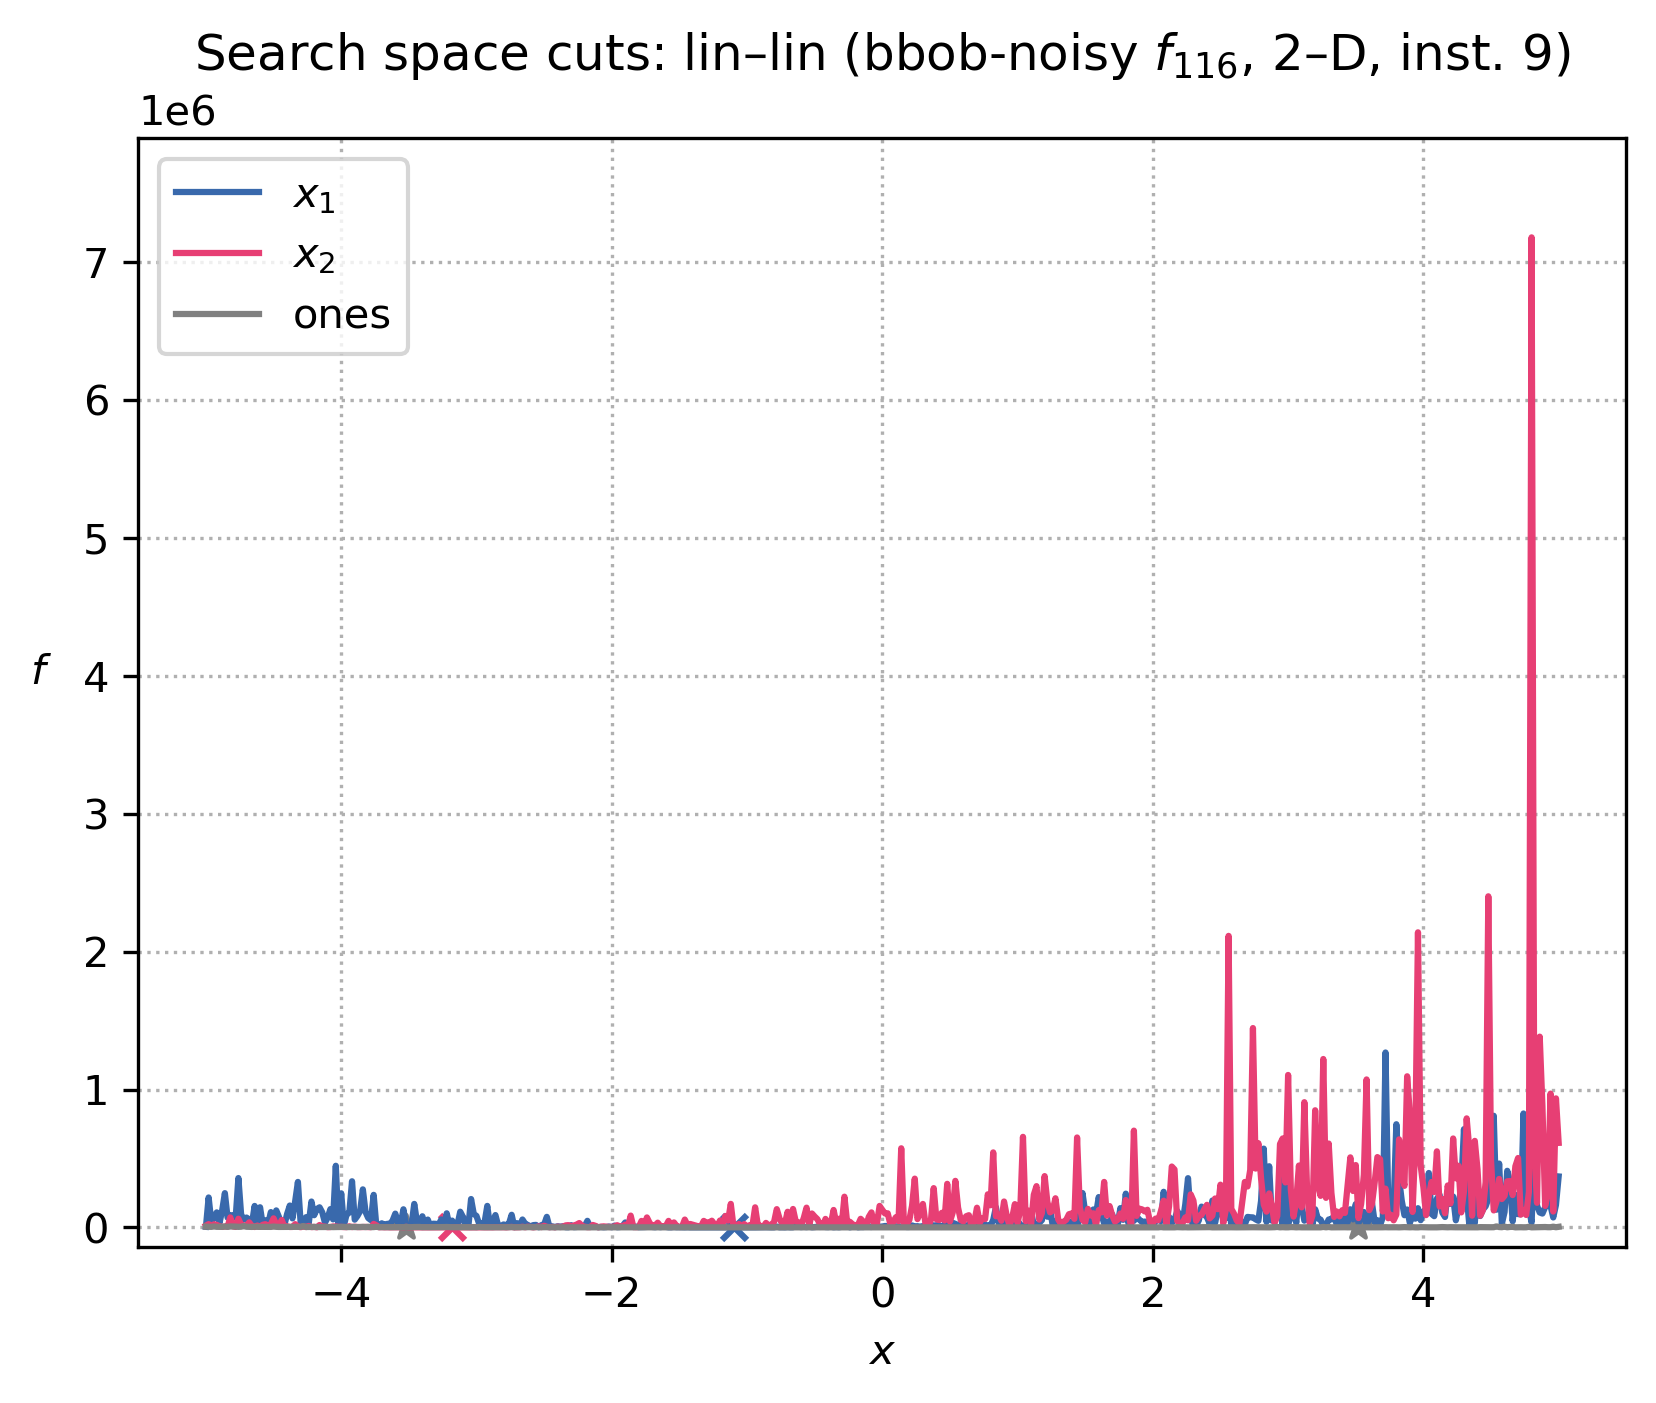 Search space cuts: lin–lin (bbob-noisy f₁₁₆, 2–D, inst. 9)
1e6
x₁
x₂
ones
7
6
5
4
3
2
1
0
f
−4 −2 0 2 4
x